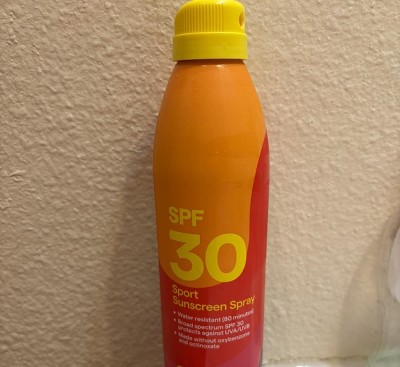 SPF
30
Sport
Sunscreen Spray
• Water resistant (80 minutes)
• Broad spectrum SPF 30
protects against UVA/UVB
• Made without oxybenzone
and octinoxate